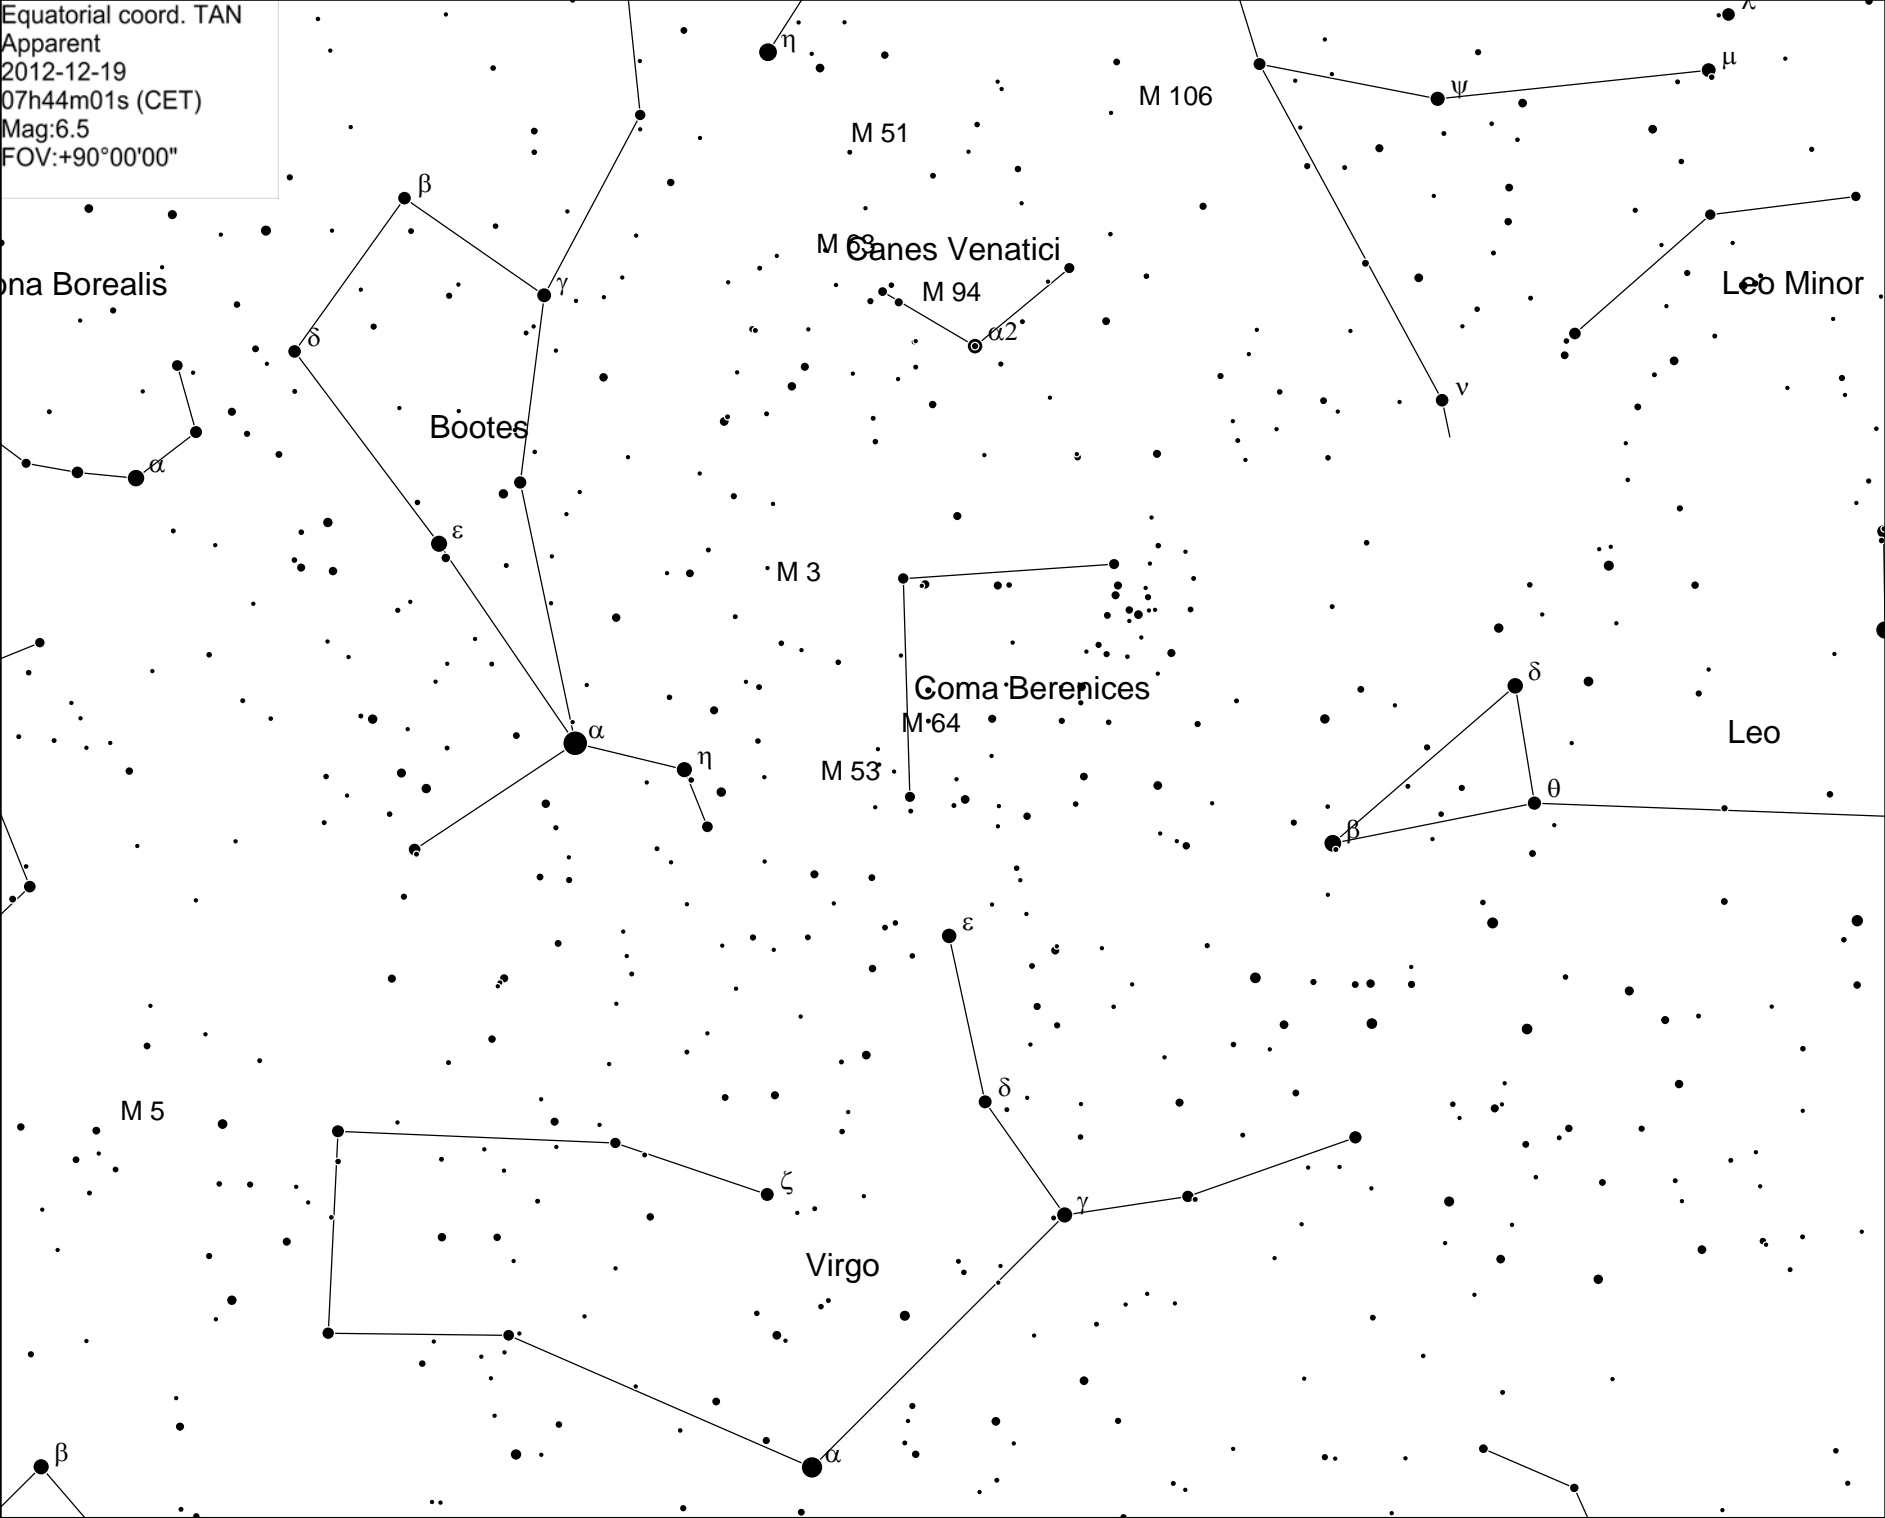 Equatorial coord. TAN
Apparent
2012-12-19
07h44m01s (CET)
Mag:6.5
FOV:+90°00'00"
η
λ
μ
ψ
M 106
M 51
β
M 63
Canes Venatici
γ
M 94
ona Borealis
Leo Minor
δ
α2
ν
Bootes
α
ε
M 3
δ
Coma Berenices
M 64
α
Leo
η
M 53
θ
β
ε
δ
M 5
ζ
γ
Virgo
β
α